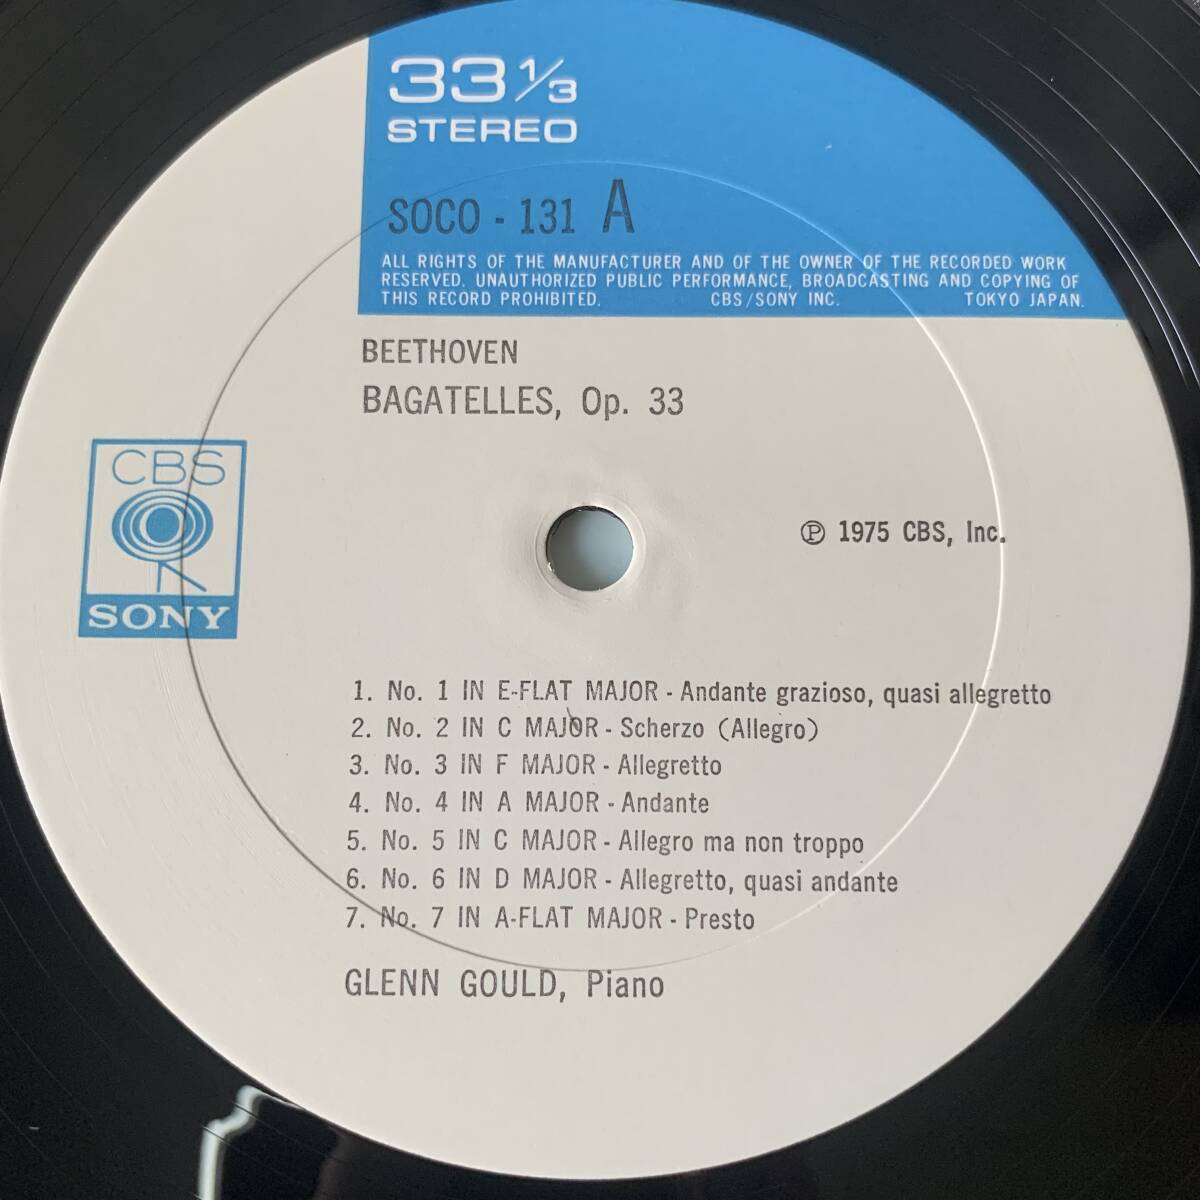 33 1/3
STEREO
SOCO - 131 A
ALL RIGHTS OF THE MANUFACTURER AND OF THE OWNER OF THE RECORDED WORK
RESERVED. UNAUTHORIZED PUBLIC PERFORMANCE, BROADCASTING AND COPYING OF
THIS RECORD PROHIBITED. CBS/SONY INC. TOKYO JAPAN.
BEETHOVEN
BAGATELLES, Op. 33
CBS
SONY
Ⓟ 1975 CBS, Inc.
1. No. 1 IN E-FLAT MAJOR - Andante grazioso, quasi allegretto
2. No. 2 IN C MAJOR - Scherzo (Allegro)
3. No. 3 IN F MAJOR - Allegretto
4. No. 4 IN A MAJOR - Andante
5. No. 5 IN C MAJOR - Allegro ma non troppo
6. No. 6 IN D MAJOR - Allegretto, quasi andante
7. No. 7 IN A-FLAT MAJOR - Presto
GLENN GOULD, Piano